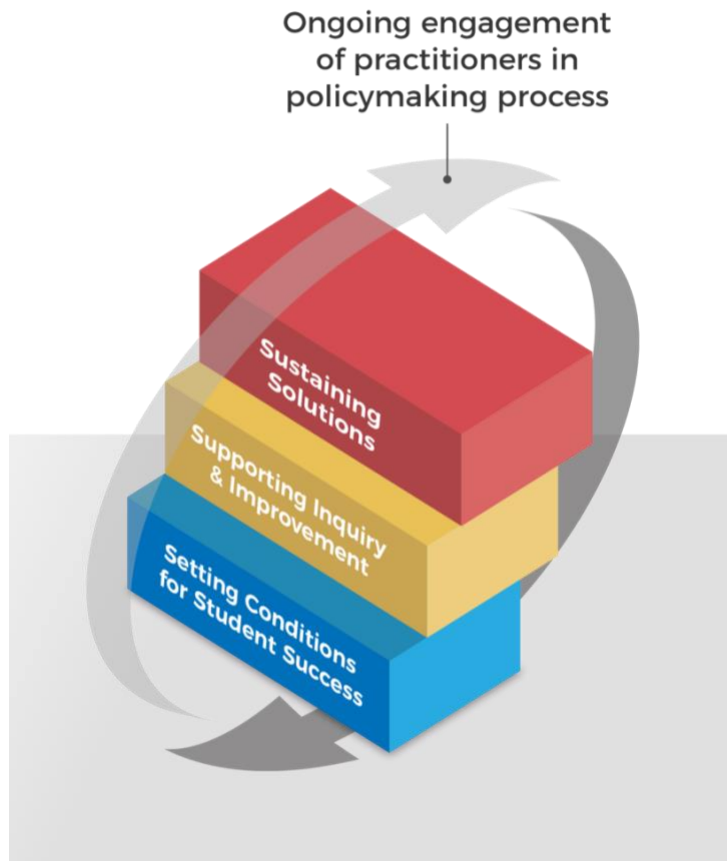 Ongoing engagement
of practitioners in
policymaking process
Sustaining
Solutions
Supporting Inquiry
& Improvement
Setting Conditions
for Student Success